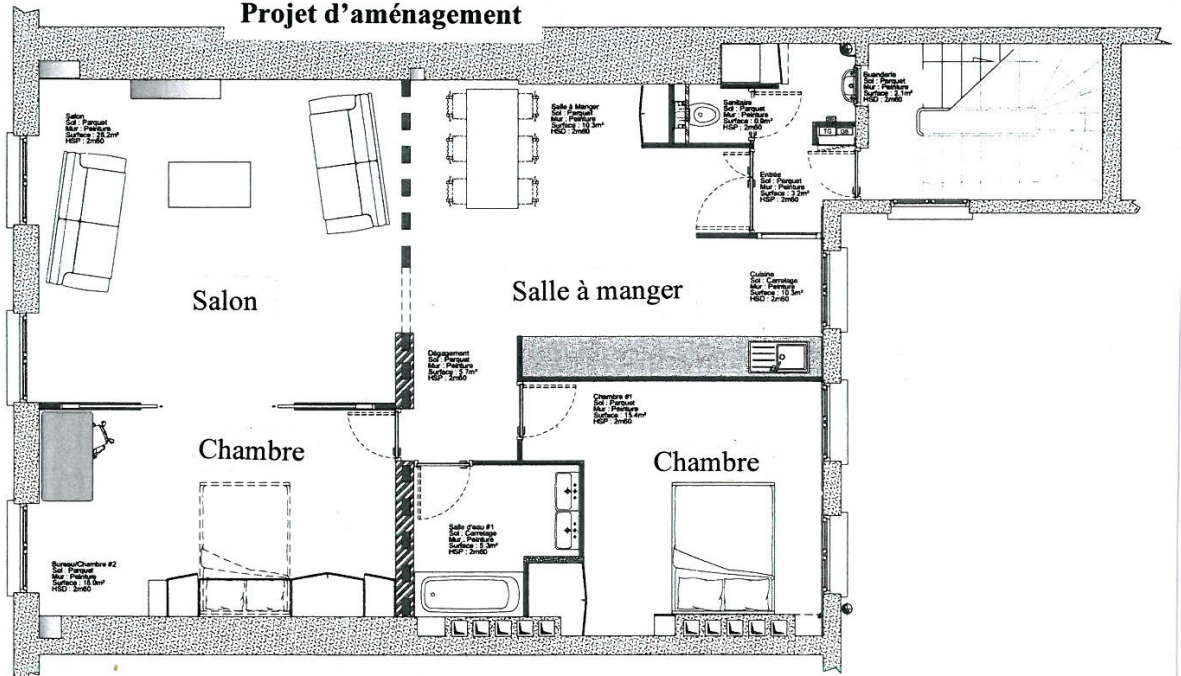 Projet d’aménagement
Salon
Sol : Parquet
Mur : Peinture
Surface : 28.2m²
HSP : 2m60
Salle à Manger
Sol : Parquet
Mur : Peinture
Surface : 10.3m²
HSD : 2m60
Sanitaire
Sol : Parquet
Mur : Peinture
Surface : 0.9m²
HSP : 2m60
Buanderie
Sol : Parquet
Mur : Peinture
Surface : 2.1m²
HSD : 2m60
TG
Entrée
Sol : Parquet
Mur : Peinture
Surface : 3.2m²
HSP : 2m60
Salon
Salle à manger
Cuisine
Sol : Carrelage
Mur : Peinture
Surface : 10.3m²
HSD : 2m60
Dégagement
Sol : Parquet
Mur : Peinture
Surface : 5.7m²
HSP : 2m60
Chambre #1
Sol : Parquet
Mur : Peinture
Surface : 15.4m²
HSP : 2m60
Chambre
Chambre
Salle d'eau #1
Sol : Carrelage
Mur : Peinture
Surface : 5.3m²
HSP : 2m60
Bureau/Chambre #2
Sol : Parquet
Mur : Peinture
Surface : 18.0m²
HSD : 2m60